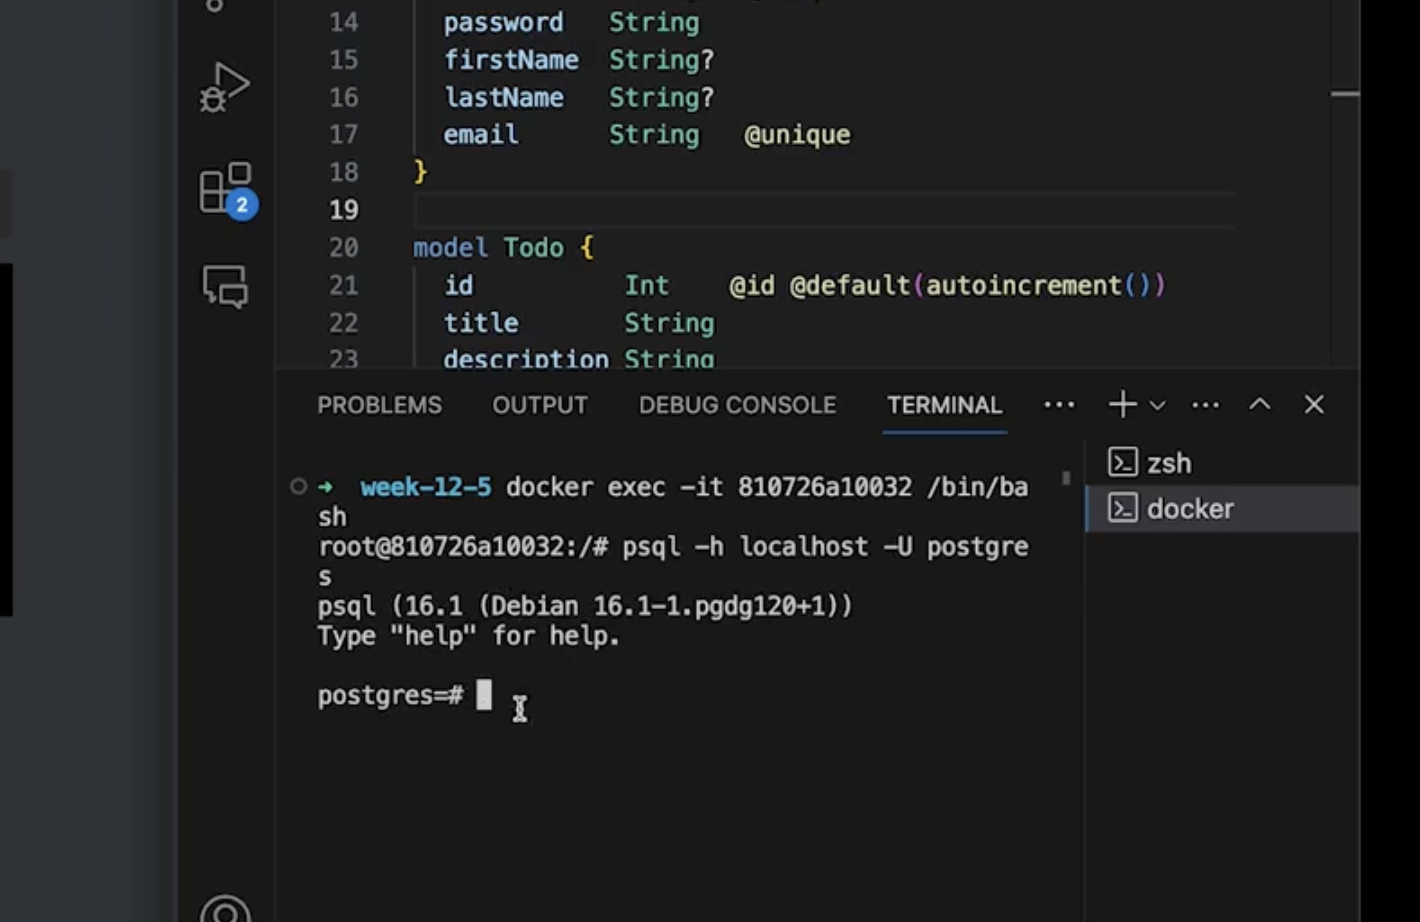 14 password String
15 firstName String?
16 lastName String?
17 email String @unique
18 }
19
20 model Todo {
21 id Int @id @default(autoincrement())
22 title String
23 description String
2
PROBLEMS OUTPUT DEBUG CONSOLE TERMINAL
zsh
docker
➜ week-12-5 docker exec -it 810726a10032 /bin/ba
sh
root@810726a10032:/# psql -h localhost -U postgre
s
psql (16.1 (Debian 16.1-1.pgdg120+1))
Type "help" for help.
postgres=#